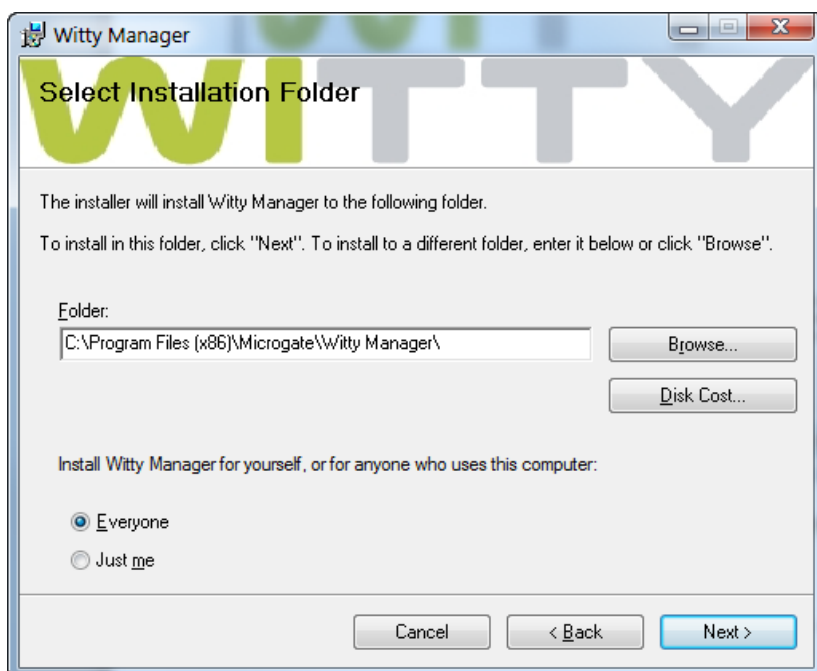 Witty Manager
WITTY
Select Installation Folder
The installer will install Witty Manager to the following folder.
To install in this folder, click "Next". To install to a different folder, enter it below or click "Browse".
Folder:
C:\Program Files (x86)\Microgate\Witty Manager\
Browse...
Disk Cost...
Install Witty Manager for yourself, or for anyone who uses this computer:
Everyone
Just me
Cancel
< Back
Next >